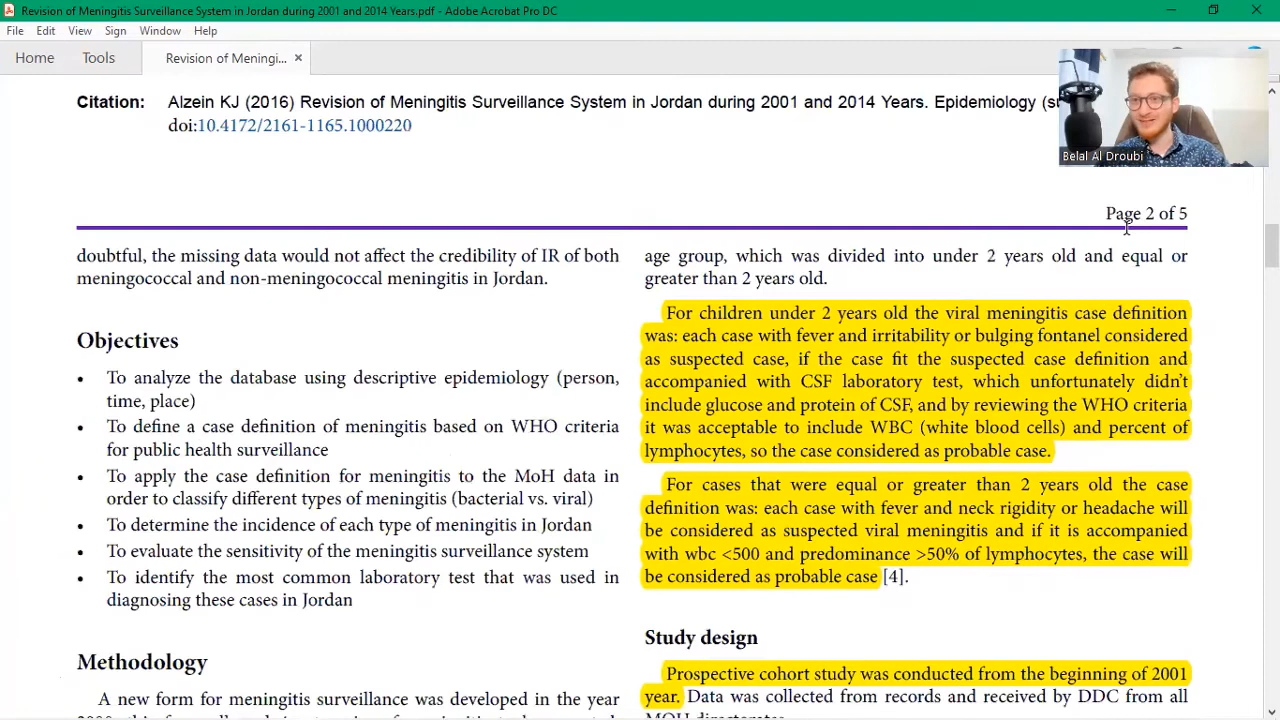 Revision of Meningitis Surveillance System in Jordan during 2001 and 2014 Years.pdf - Adobe Acrobat Pro DC
File Edit View Sign Window Help
Home Tools Revision of Meningi... ×
Citation: Alzein KJ (2016) Revision of Meningitis Surveillance System in Jordan during 2001 and 2014 Years. Epidemiology
doi:10.4172/2161-1165.1000220
Belal Al Droubi
Page 2 of 5
doubtful, the missing data would not affect the credibility of IR of both
meningococcal and non-meningococcal meningitis in Jordan.
Objectives
• To analyze the database using descriptive epidemiology (person,
time, place)
• To define a case definition of meningitis based on WHO criteria
for public health surveillance
• To apply the case definition for meningitis to the MoH data in
order to classify different types of meningitis (bacterial vs. viral)
• To determine the incidence of each type of meningitis in Jordan
• To evaluate the sensitivity of the meningitis surveillance system
• To identify the most common laboratory test that was used in
diagnosing these cases in Jordan
Methodology
A new form for meningitis surveillance was developed in the year
age group, which was divided into under 2 years old and equal or
greater than 2 years old.
For children under 2 years old the viral meningitis case definition
was: each case with fever and irritability or bulging fontanel considered
as suspected case, if the case fit the suspected case definition and
accompanied with CSF laboratory test, which unfortunately didn't
include glucose and protein of CSF, and by reviewing the WHO criteria
it was acceptable to include WBC (white blood cells) and percent of
lymphocytes, so the case considered as probable case.
For cases that were equal or greater than 2 years old the case
definition was: each case with fever and neck rigidity or headache will
be considered as suspected viral meningitis and if it is accompanied
with wbc <500 and predominance >50% of lymphocytes, the case will
be considered as probable case [4].
Study design
Prospective cohort study was conducted from the beginning of 2001
year. Data was collected from records and received by DDC from all
MOH directorates